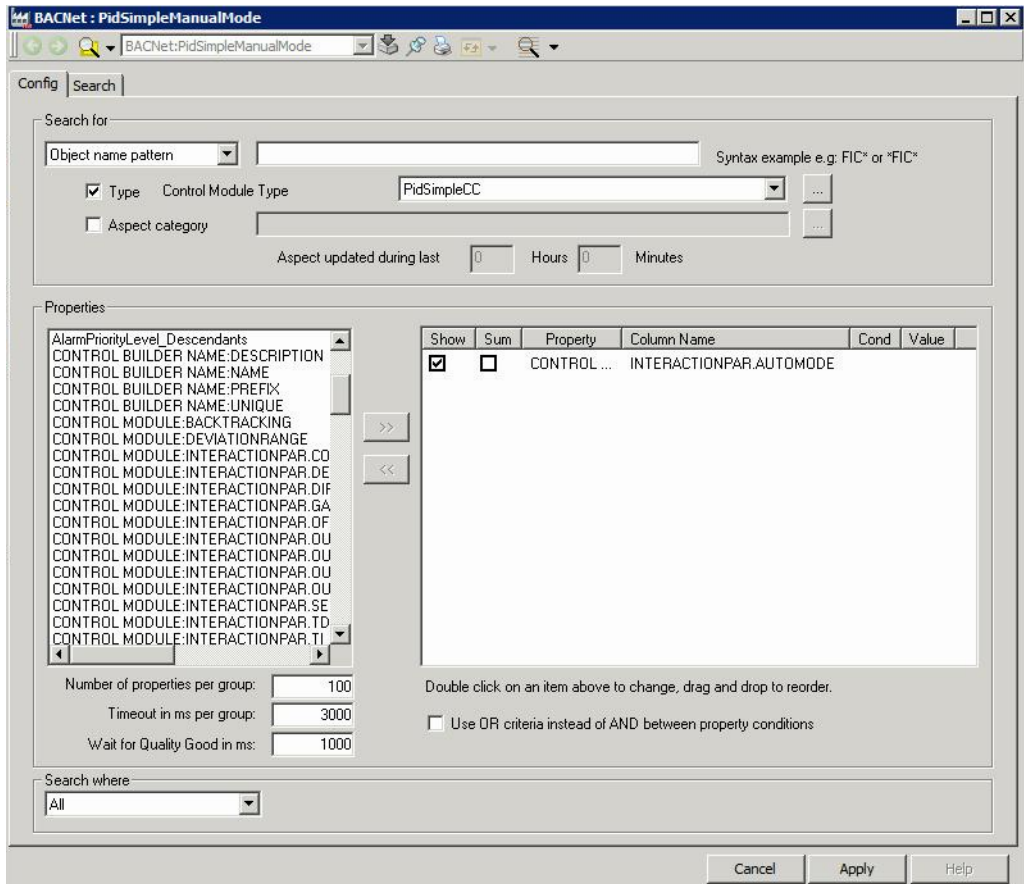 BACNet : PidSimpleManualMode
BACNet:PidSimpleManualMode
Config Search
Search for
Object name pattern Syntax example e.g: FIC* or *FIC*
Type Control Module Type PidSimpleCC ...
Aspect category ...
Aspect updated during last 0 Hours 0 Minutes
Properties
AlarmPriorityLevel_Descendants
CONTROL BUILDER NAME:DESCRIPTION
CONTROL BUILDER NAME:NAME
CONTROL BUILDER NAME:PREFIX
CONTROL BUILDER NAME:UNIQUE
CONTROL MODULE:BACKTRACKING
CONTROL MODULE:DEVIATIONRANGE
CONTROL MODULE:INTERACTIONPAR.CO
CONTROL MODULE:INTERACTIONPAR.DE
CONTROL MODULE:INTERACTIONPAR.DIF
CONTROL MODULE:INTERACTIONPAR.GA
CONTROL MODULE:INTERACTIONPAR.OF
CONTROL MODULE:INTERACTIONPAR.OU
CONTROL MODULE:INTERACTIONPAR.OU
CONTROL MODULE:INTERACTIONPAR.OU
CONTROL MODULE:INTERACTIONPAR.OU
CONTROL MODULE:INTERACTIONPAR.SE
CONTROL MODULE:INTERACTIONPAR.TD
CONTROL MODULE:INTERACTIONPAR.TI
>>
<<
Show Sum Property Column Name Cond Value
CONTROL ... INTERACTIONPAR.AUTOMODE
Number of properties per group: 100
Timeout in ms per group: 3000
Wait for Quality Good in ms: 1000
Double click on an item above to change, drag and drop to reorder.
Use OR criteria instead of AND between property conditions
Search where
All
Cancel Apply Help